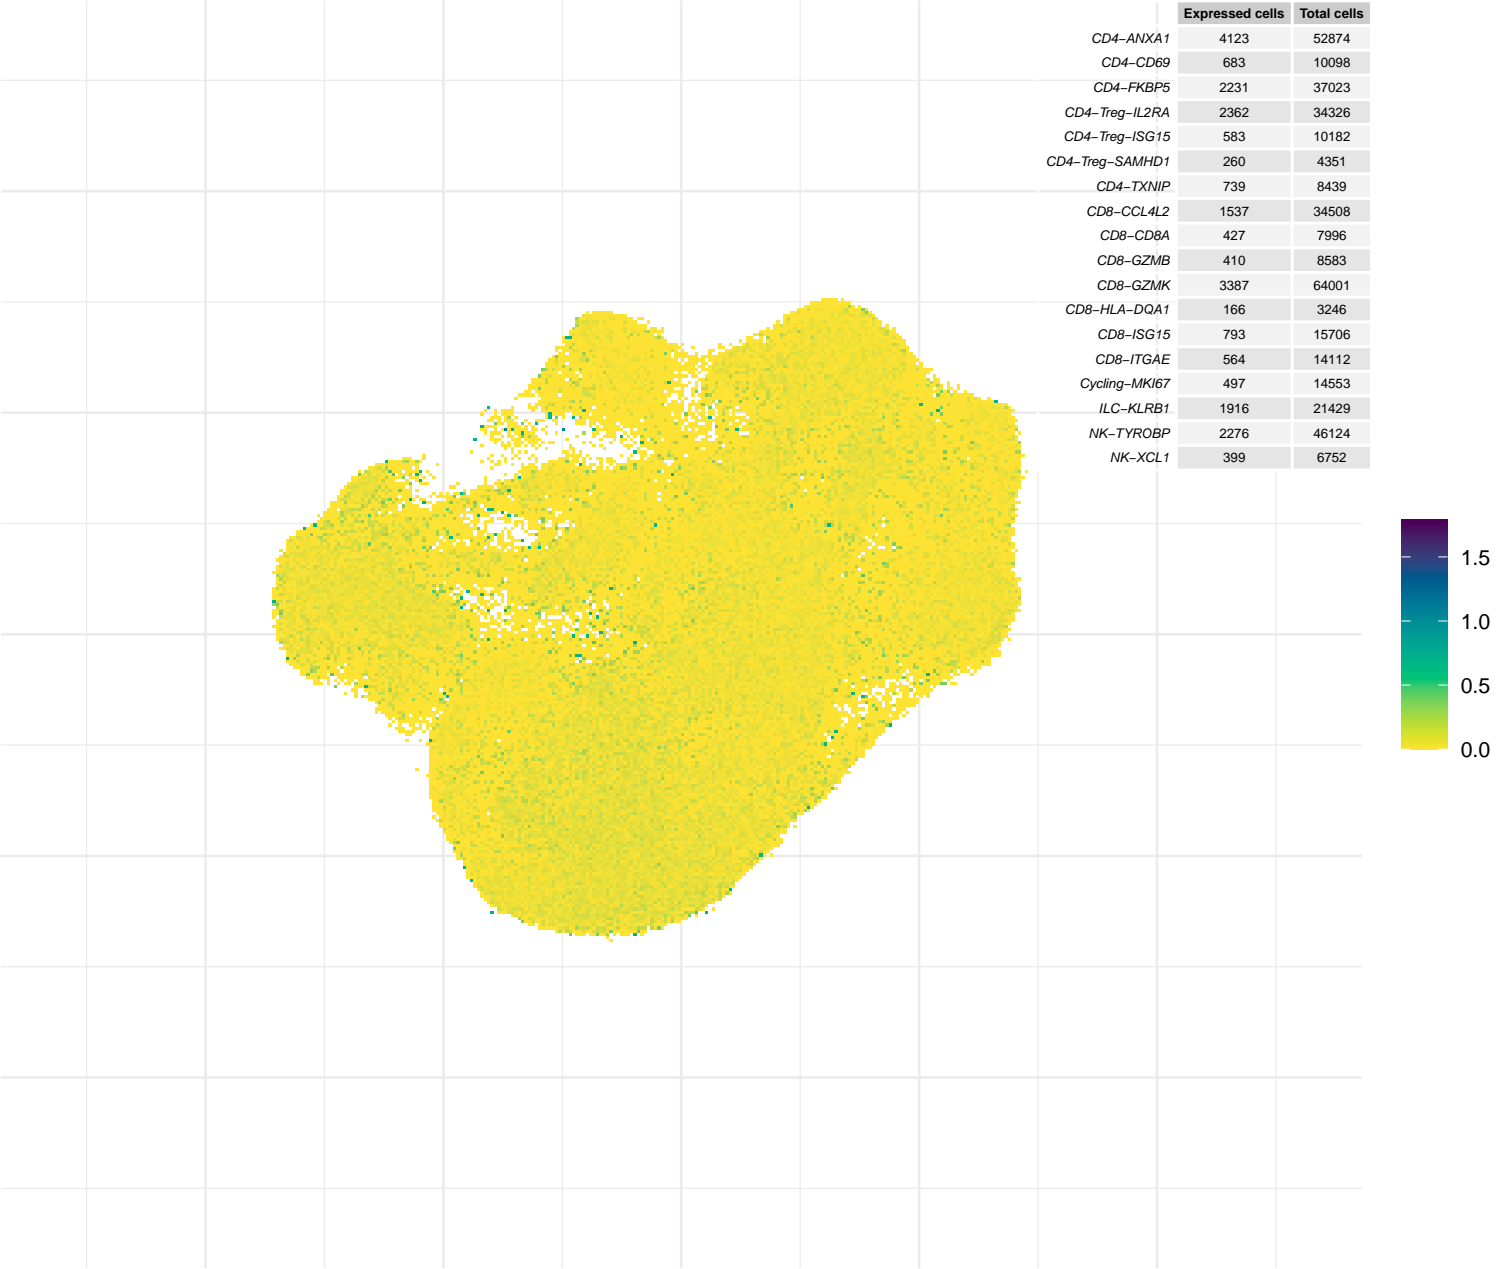 Expressed cells Total cells
CD4−ANXA1 4123 52874
CD4−CD69 683 10098
CD4−FKBP5 2231 37023
CD4−Treg−IL2RA 2362 34326
CD4−Treg−ISG15 583 10182
CD4−Treg−SAMHD1 260 4351
CD4−TXNIP 739 8439
CD8−CCL4L2 1537 34508
CD8−CD8A 427 7996
CD8−GZMB 410 8583
CD8−GZMK 3387 64001
CD8−HLA−DQA1 166 3246
CD8−ISG15 793 15706
CD8−ITGAE 564 14112
Cycling−MKI67 497 14553
ILC−KLRB1 1916 21429
NK−TYROBP 2276 46124
NK−XCL1 399 6752
1.5
1.0
0.5
0.0